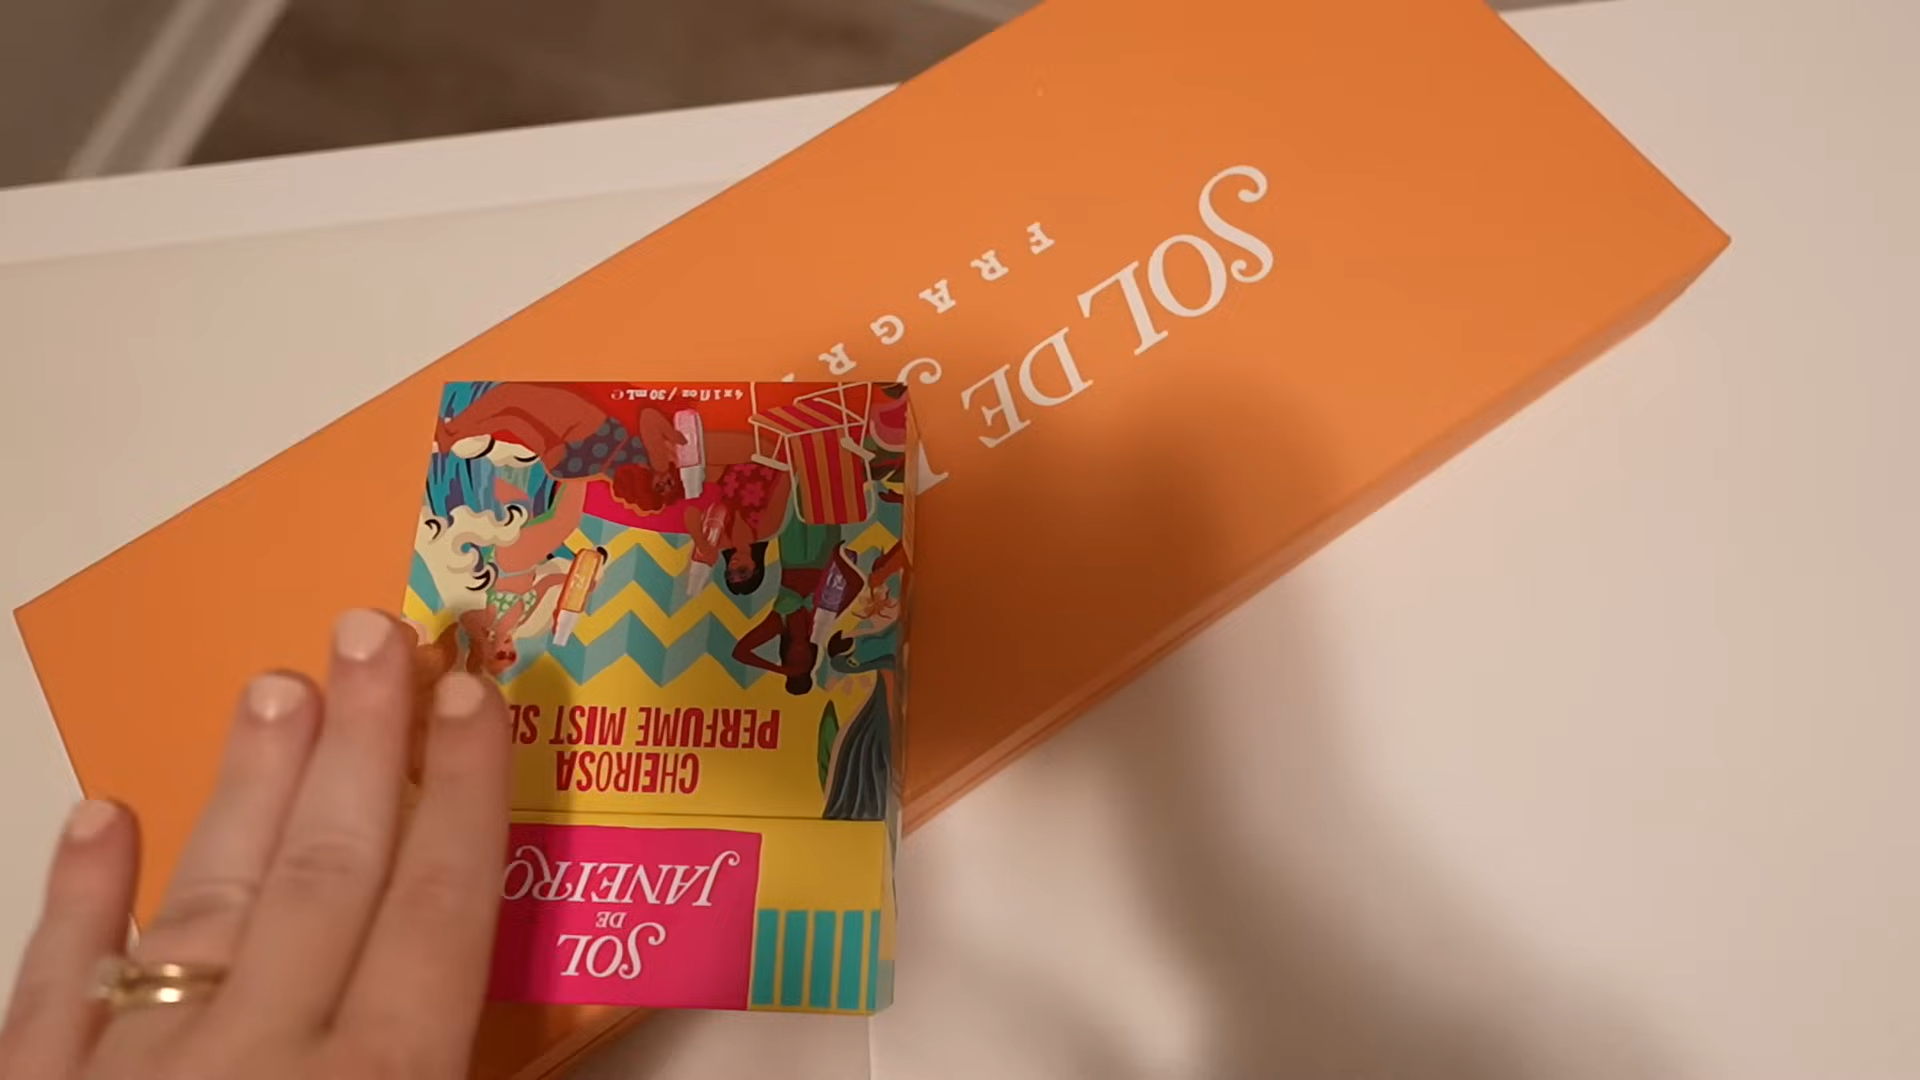 SOL DE J
FRAGR
SOL
DE
JANEIRO
CHEIROSA
PERFUME MIST SE
4 x 1 fl oz / 30 mL ℮